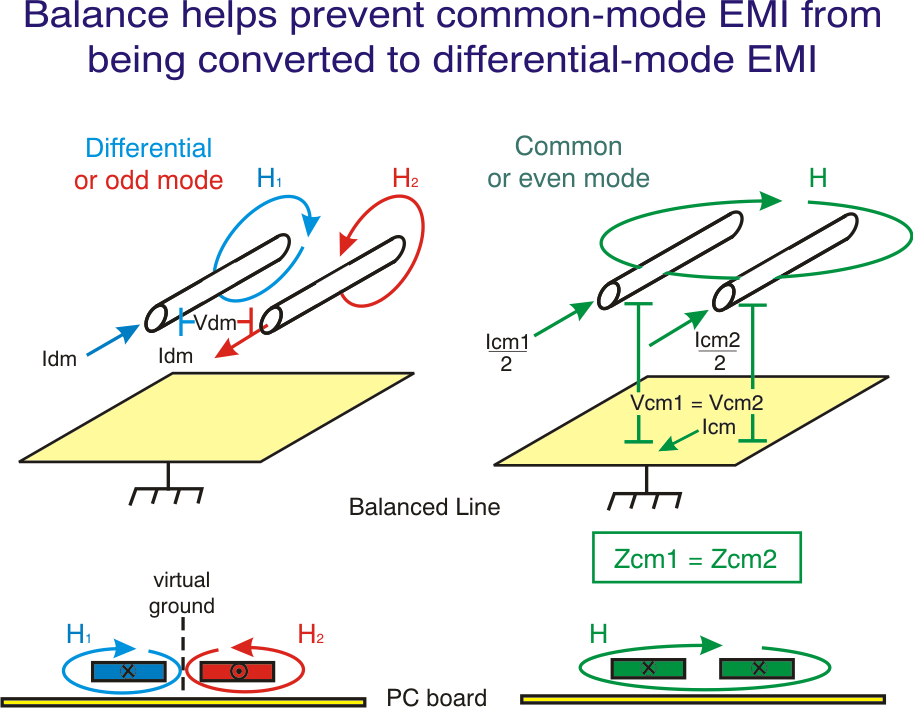 Balance helps prevent common-mode EMI from
being converted to differential-mode EMI
Differential
or odd mode
H1
H2
Vdm
Idm
Idm
Common
or even mode
H
Icm1
2
Icm2
2
Vcm1 = Vcm2
Icm
Balanced Line
Zcm1 = Zcm2
virtual
ground
H1
H2
H
PC board